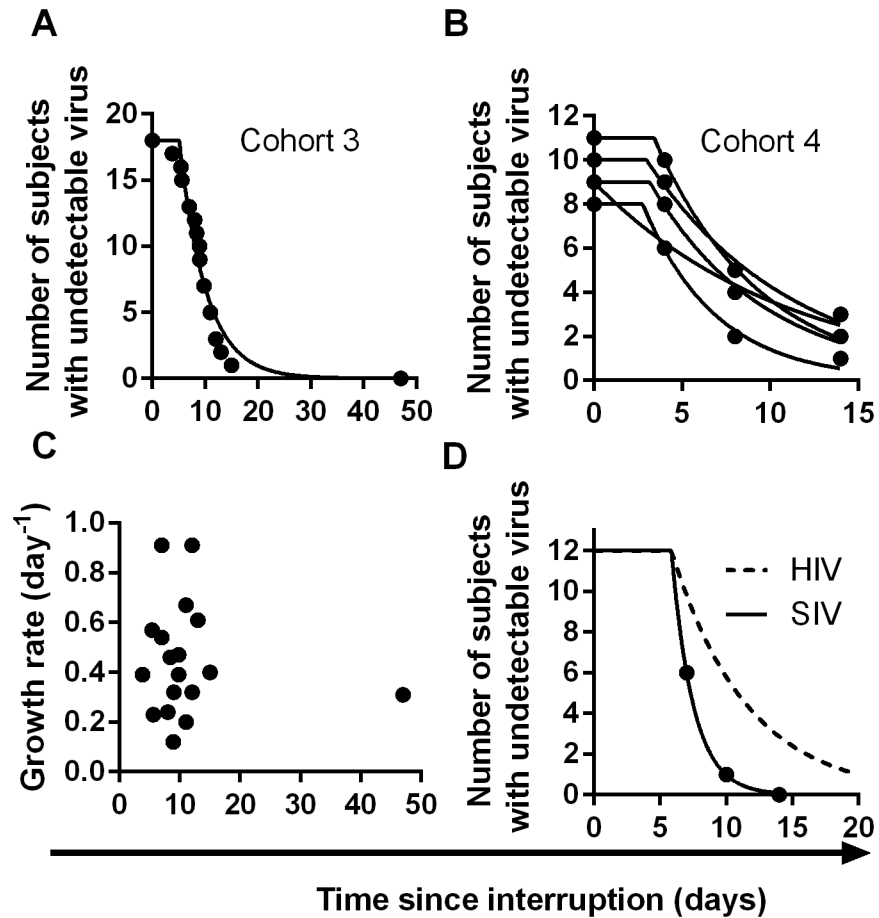 A
Number of subjects
with undetectable virus
20
15
10
5
0
0 10 20 30 40 50
Cohort 3
B
Number of subjects
with undetectable virus
12
10
8
6
4
2
0
0 5 10 15
Cohort 4
C
Growth rate (day-1)
1.0
0.8
0.6
0.4
0.2
0.0
0 10 20 30 40 50
D
Number of subjects
with undetectable virus
12
10
8
6
4
2
0
0 5 10 15 20
HIV
SIV
Time since interruption (days)